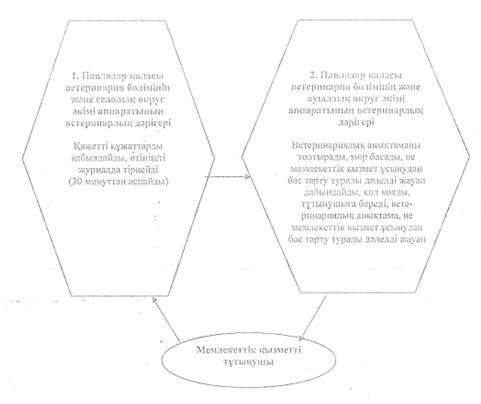 1. Павлодар қаласы
ветеринария бөлімінің
және селолық округ
әкімі аппаратының
ветеринарлық дәрігері
Қажетті құжаттарды
қабылдайды, өтінішті
журналда тіркейді
(30 минуттан аспайды)
2. Павлодар қаласы
ветеринария бөлімінің және
ауылдық округ әкімі
аппаратының ветеринарлық
дәрігері
Ветеринариялық анықтаманы
толтырады, мөр басады, не
мемлекеттік қызмет ұсынудан
бас тарту туралы дәлелді жауап
дайындайды, қол қояды,
тұтынушыға береді, вете-
ринариялық анықтама, не
мемлекеттік қызмет ұсынудан
бас тарту туралы дәлелді жауап
Мемлекеттік қызметті
тұтынушы